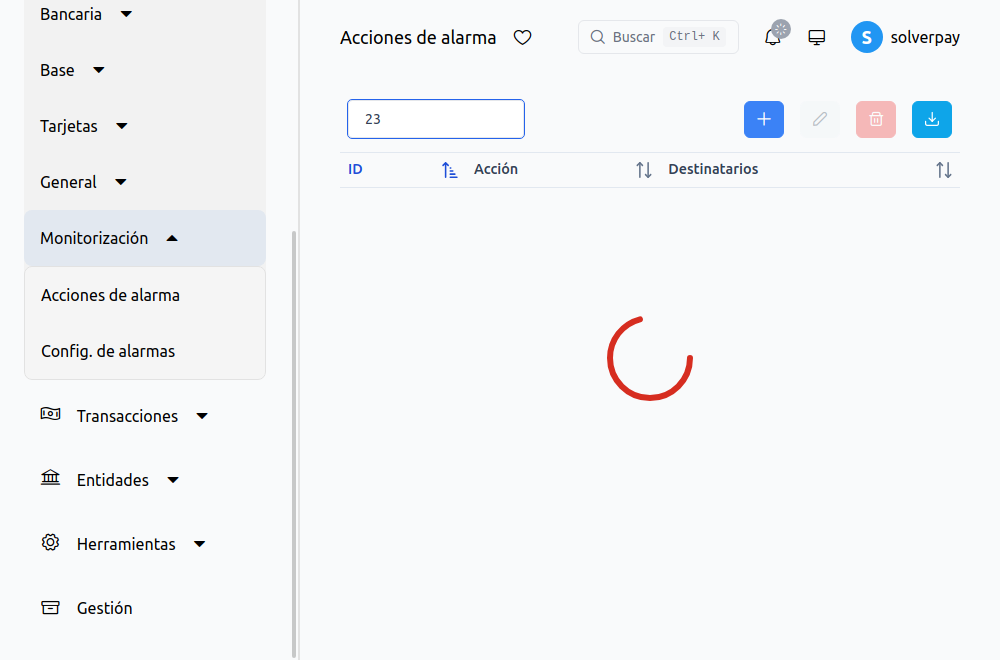 Bancaria
Base
Tarjetas
General
Monitorización
Acciones de alarma
Config. de alarmas
Transacciones
Entidades
Herramientas
Gestión
Acciones de alarma
Buscar Ctrl+ K
S solverpay
23
ID Acción Destinatarios